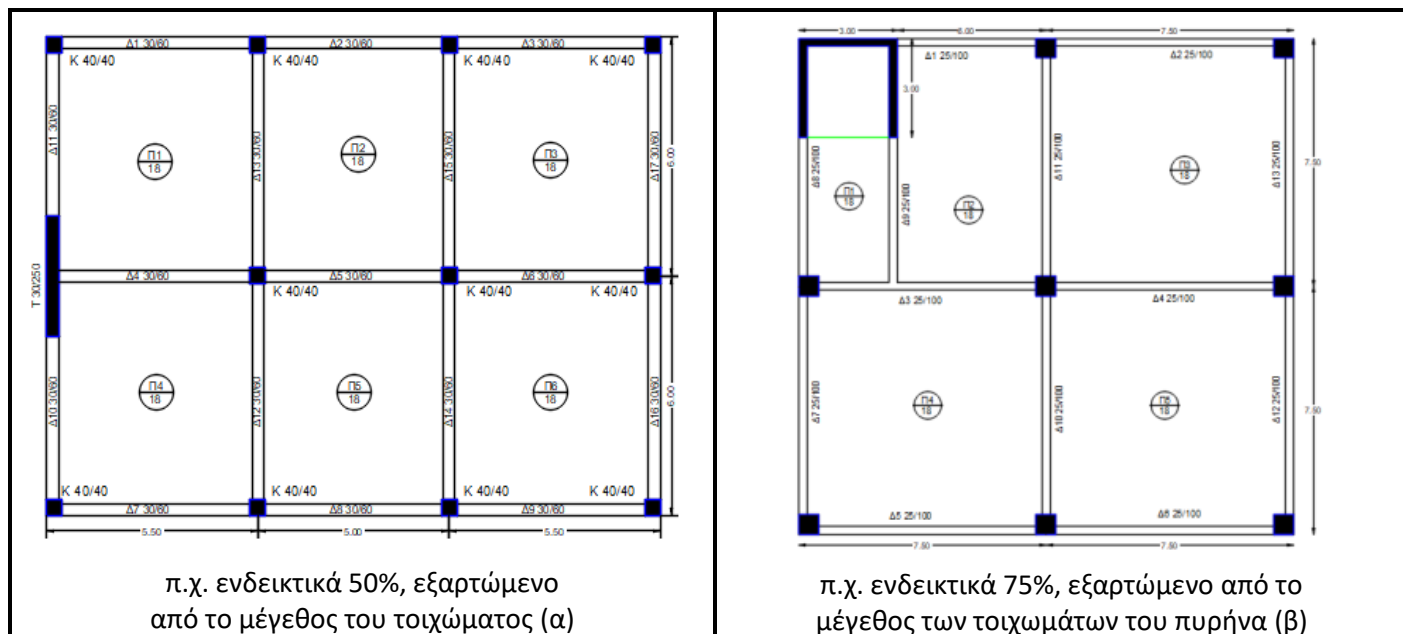 Δ1 30/60 Δ2 30/60 Δ3 30/60
K 40/40 K 40/40 K 40/40 K 40/40
Δ11 30/60
Π1
18
Δ13 30/60
Π2
18
Δ15 30/60
Π3
18
Δ17 30/60
6.00
T 30/250
Δ4 30/60 Δ5 30/60 Δ6 30/60
K 40/40 K 40/40 K 40/40
Δ10 30/60
Π4
18
Δ12 30/60
Π5
18
Δ14 30/60
Π6
18
Δ16 30/60
6.00
K 40/40 K 40/40 K 40/40 K 40/40
Δ7 30/60 Δ8 30/60 Δ9 30/60
5.50 5.00 5.50
π.χ. ενδεικτικά 50%, εξαρτώμενο
από το μέγεθος του τοιχώματος (α)
3.00 7.50
Δ1 25/100 Δ2 25/100
3.00
Δ8 25/100
Π1
18
Δ9 25/100
Π2
18
Δ11 25/100
Π3
18
Δ13 25/100
7.50
Δ3 25/100 Δ4 25/100
Δ7 25/100
Π4
18
Δ10 25/100
18
Δ12 25/100
7.50
Δ5 25/100
7.50 7.50
π.χ. ενδεικτικά 75%, εξαρτώμενο από το
μέγεθος των τοιχωμάτων του πυρήνα (β)